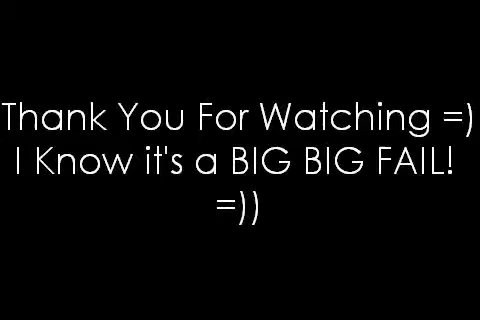 Thank You For Watching =)
I Know it's a BIG BIG FAIL!
=))